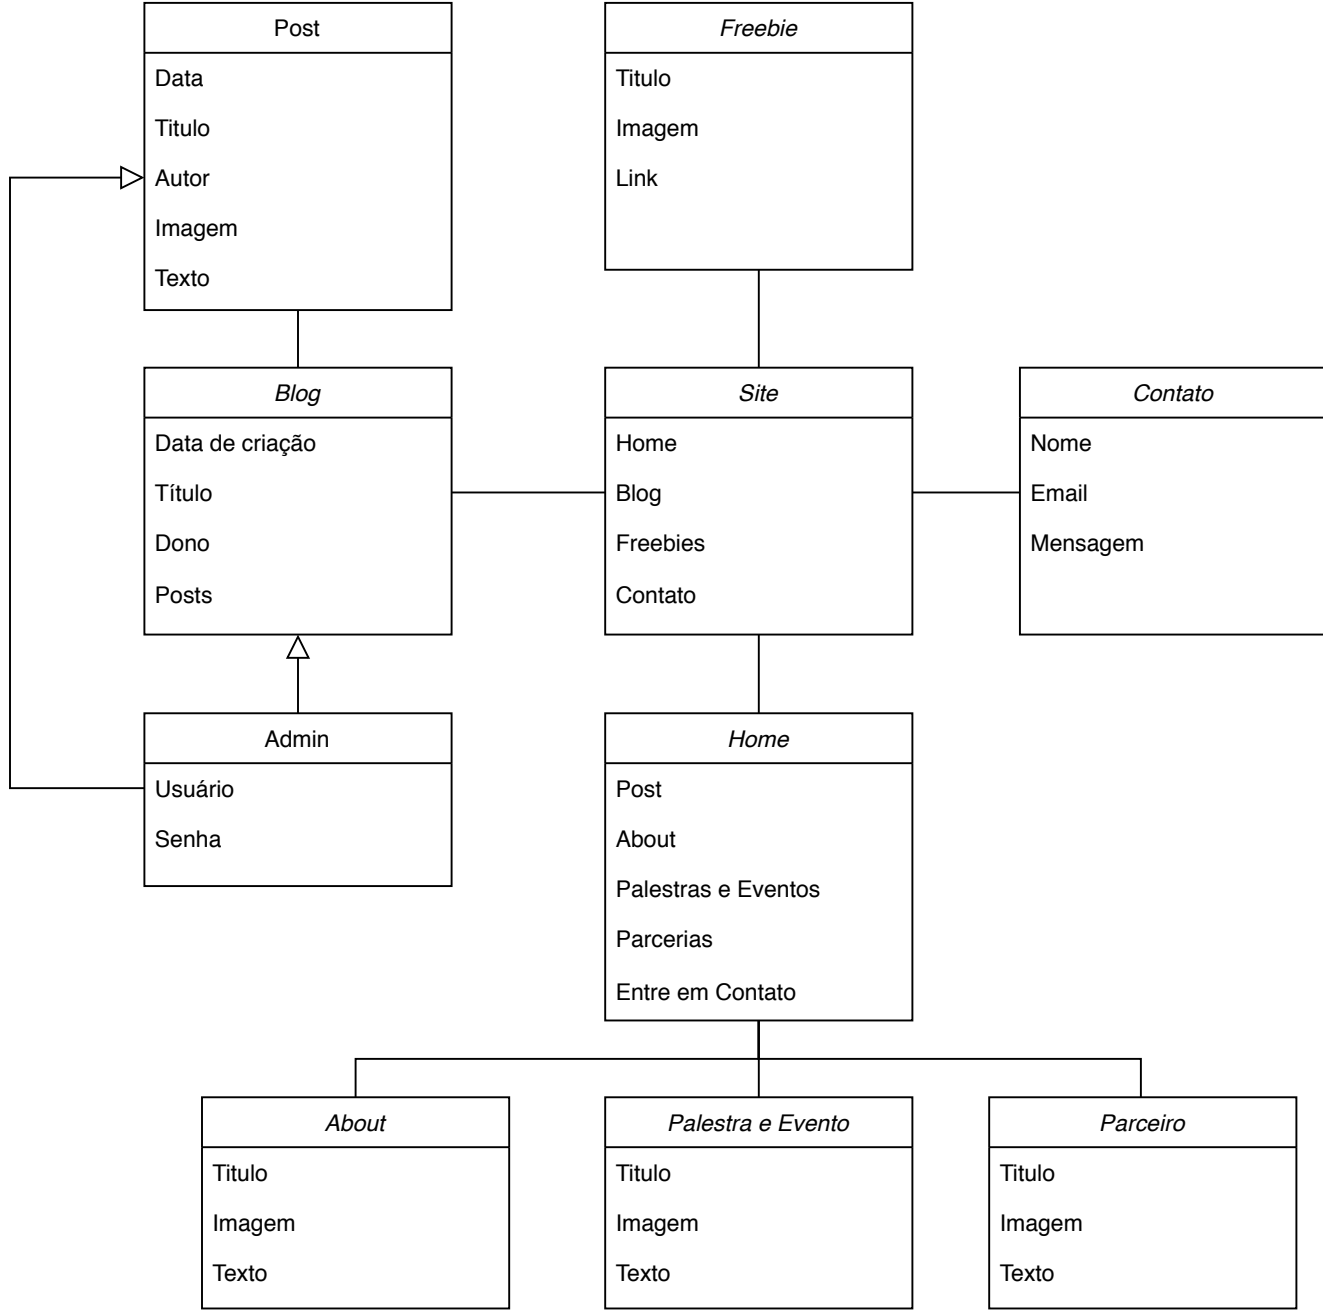 Post
Data
Titulo
Autor
Imagem
Texto
Freebie
Titulo
Imagem
Link
Blog
Data de criação
Título
Dono
Posts
Site
Home
Blog
Freebies
Contato
Contato
Nome
Email
Mensagem
Admin
Usuário
Senha
Home
Post
About
Palestras e Eventos
Parcerias
Entre em Contato
About
Titulo
Imagem
Texto
Palestra e Evento
Titulo
Imagem
Texto
Parceiro
Titulo
Imagem
Texto